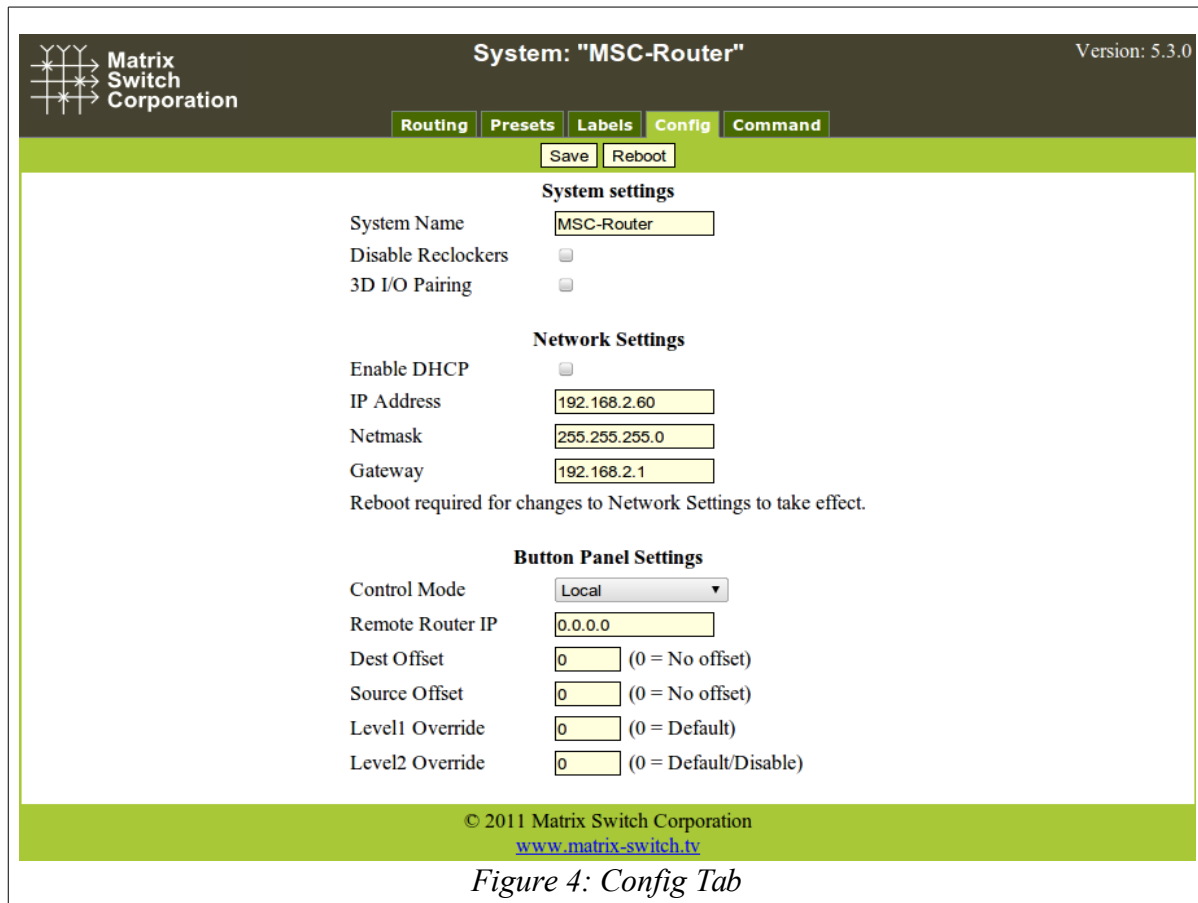 Matrix
Switch
Corporation
System: "MSC-Router"
Version: 5.3.0
Routing Presets Labels Config Command
Save Reboot
System settings
System Name MSC-Router
Disable Reclockers
3D I/O Pairing
Network Settings
Enable DHCP
IP Address 192.168.2.60
Netmask 255.255.255.0
Gateway 192.168.2.1
Reboot required for changes to Network Settings to take effect.
Button Panel Settings
Control Mode Local
Remote Router IP 0.0.0.0
Dest Offset 0 (0 = No offset)
Source Offset 0 (0 = No offset)
Level1 Override 0 (0 = Default)
Level2 Override 0 (0 = Default/Disable)
© 2011 Matrix Switch Corporation
www.matrix-switch.tv
Figure 4: Config Tab